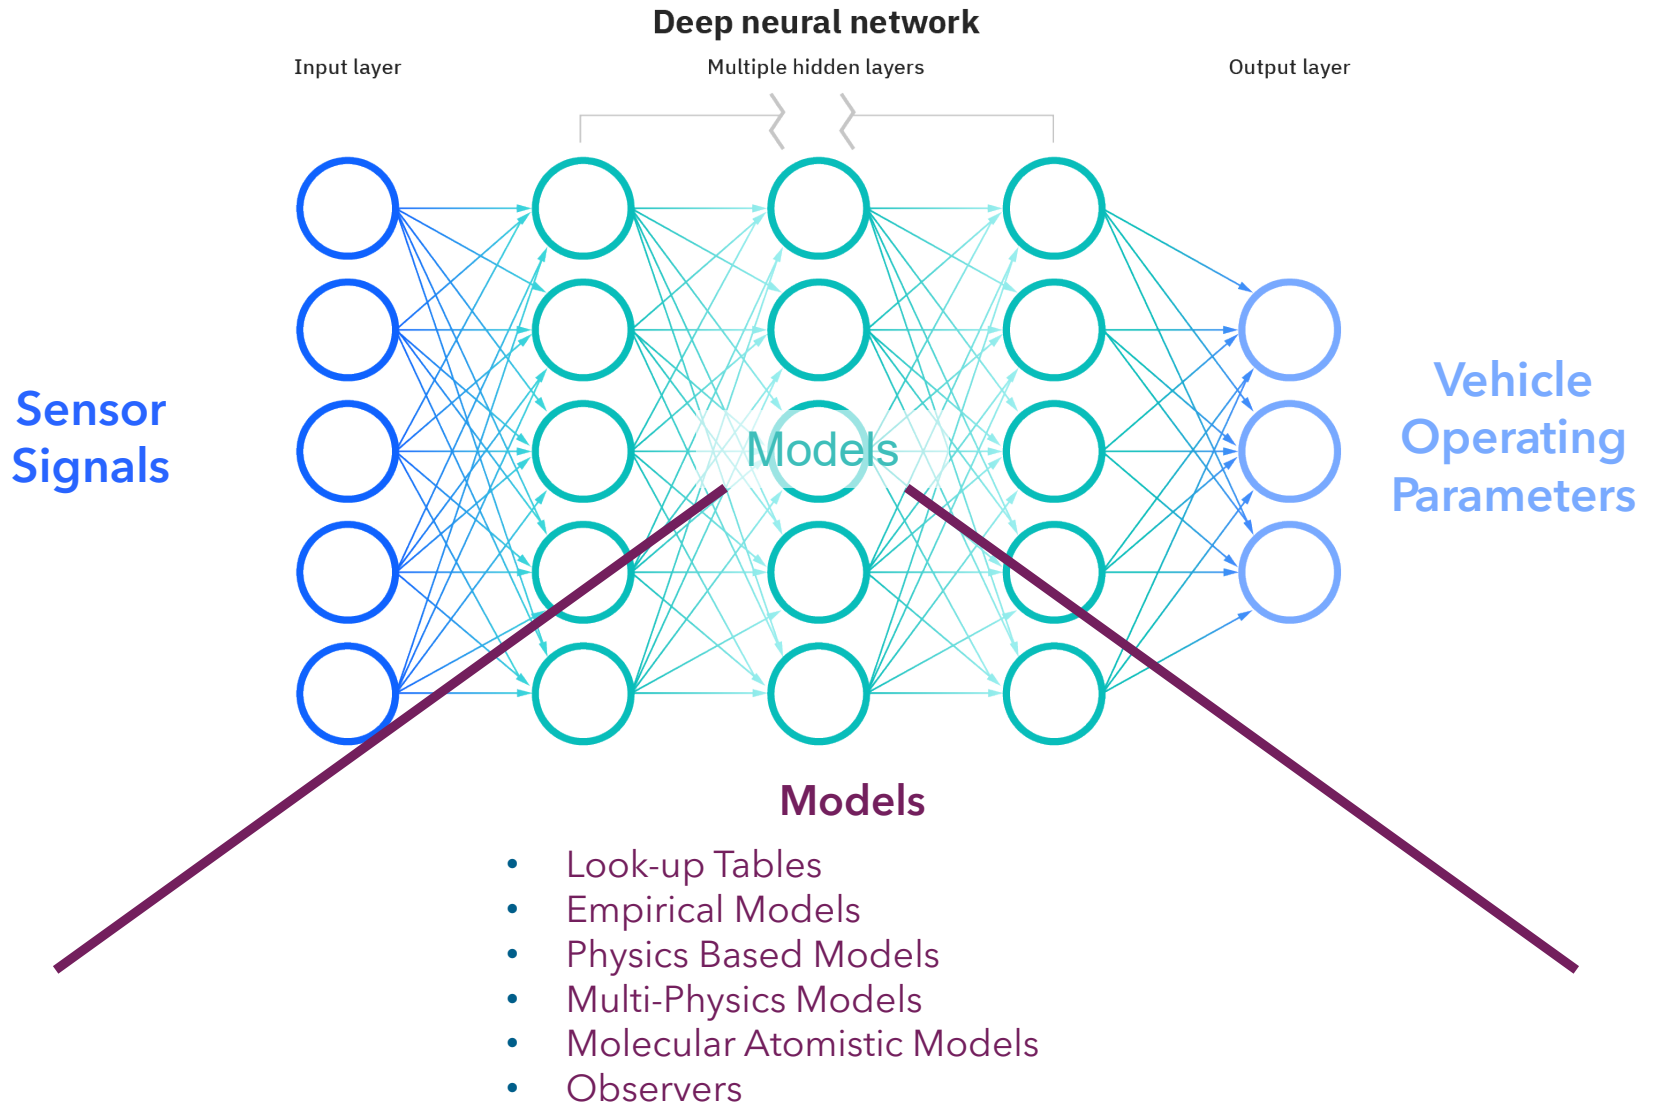 Deep neural network
Input layer
Multiple hidden layers
Output layer
Sensor
Signals
Models
Vehicle
Operating
Parameters
Models
• Look-up Tables
• Empirical Models
• Physics Based Models
• Multi-Physics Models
• Molecular Atomistic Models
• Observers